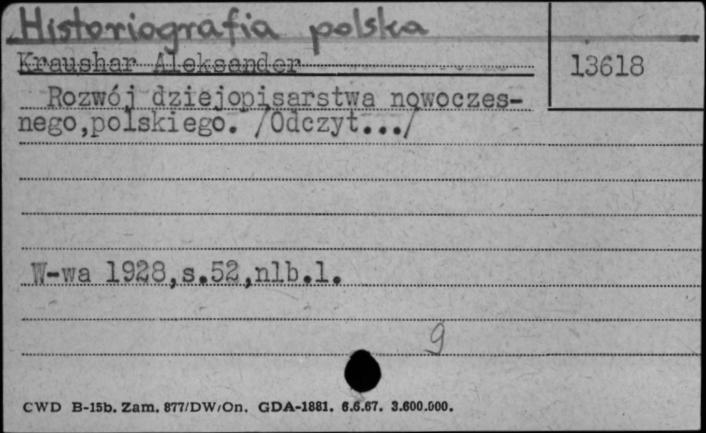 Historiografia polska
Kraushar Aleksander
13618
Rozwój dziejopisarstwa nowoczes-
nego,polskiego. /Odczyt.../
W-wa 1928,s.52,nlb.1.
9
CWD B-15b. Zam. 877/DW/On. GDA-1881. 6.6.67. 3.600.000.